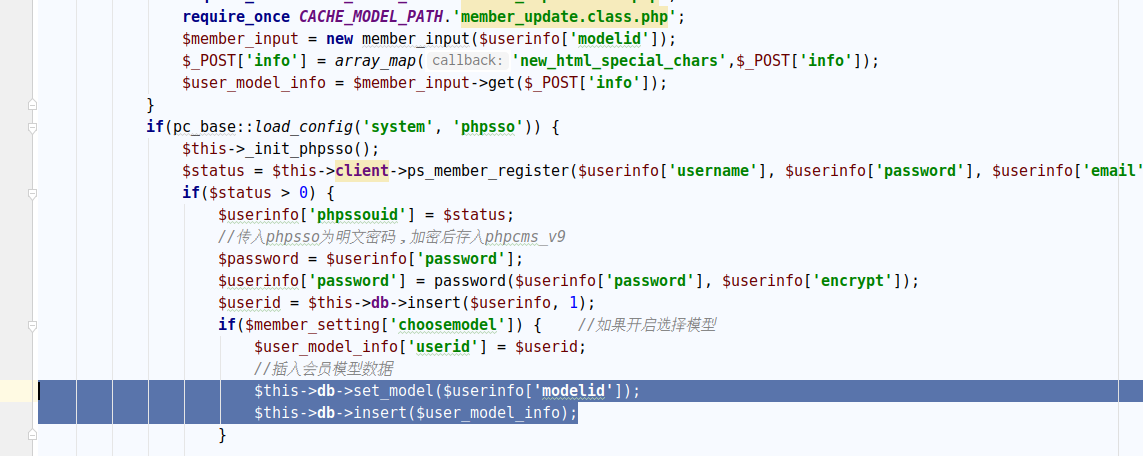 require_once CACHE_MODEL_PATH.'member_update.class.php';
$member_input = new member_input($userinfo['modelid']);
$_POST['info'] = array_map( callback: 'new_html_special_chars',$_POST['info']);
$user_model_info = $member_input->get($_POST['info']);
}
if(pc_base::load_config('system', 'phpsso')) {
$this->_init_phpsso();
$status = $this->client->ps_member_register($userinfo['username'], $userinfo['password'], $userinfo['email'
if($status > 0) {
$userinfo['phpssouid'] = $status;
//传入phpsso为明文密码，加密后存入phpcms_v9
$password = $userinfo['password'];
$userinfo['password'] = password($userinfo['password'], $userinfo['encrypt']);
$userid = $this->db->insert($userinfo, 1);
if($member_setting['choosemodel']) {    //如果开启选择模型
$user_model_info['userid'] = $userid;
//插入会员模型数据
$this->db->set_model($userinfo['modelid']);
$this->db->insert($user_model_info);
}